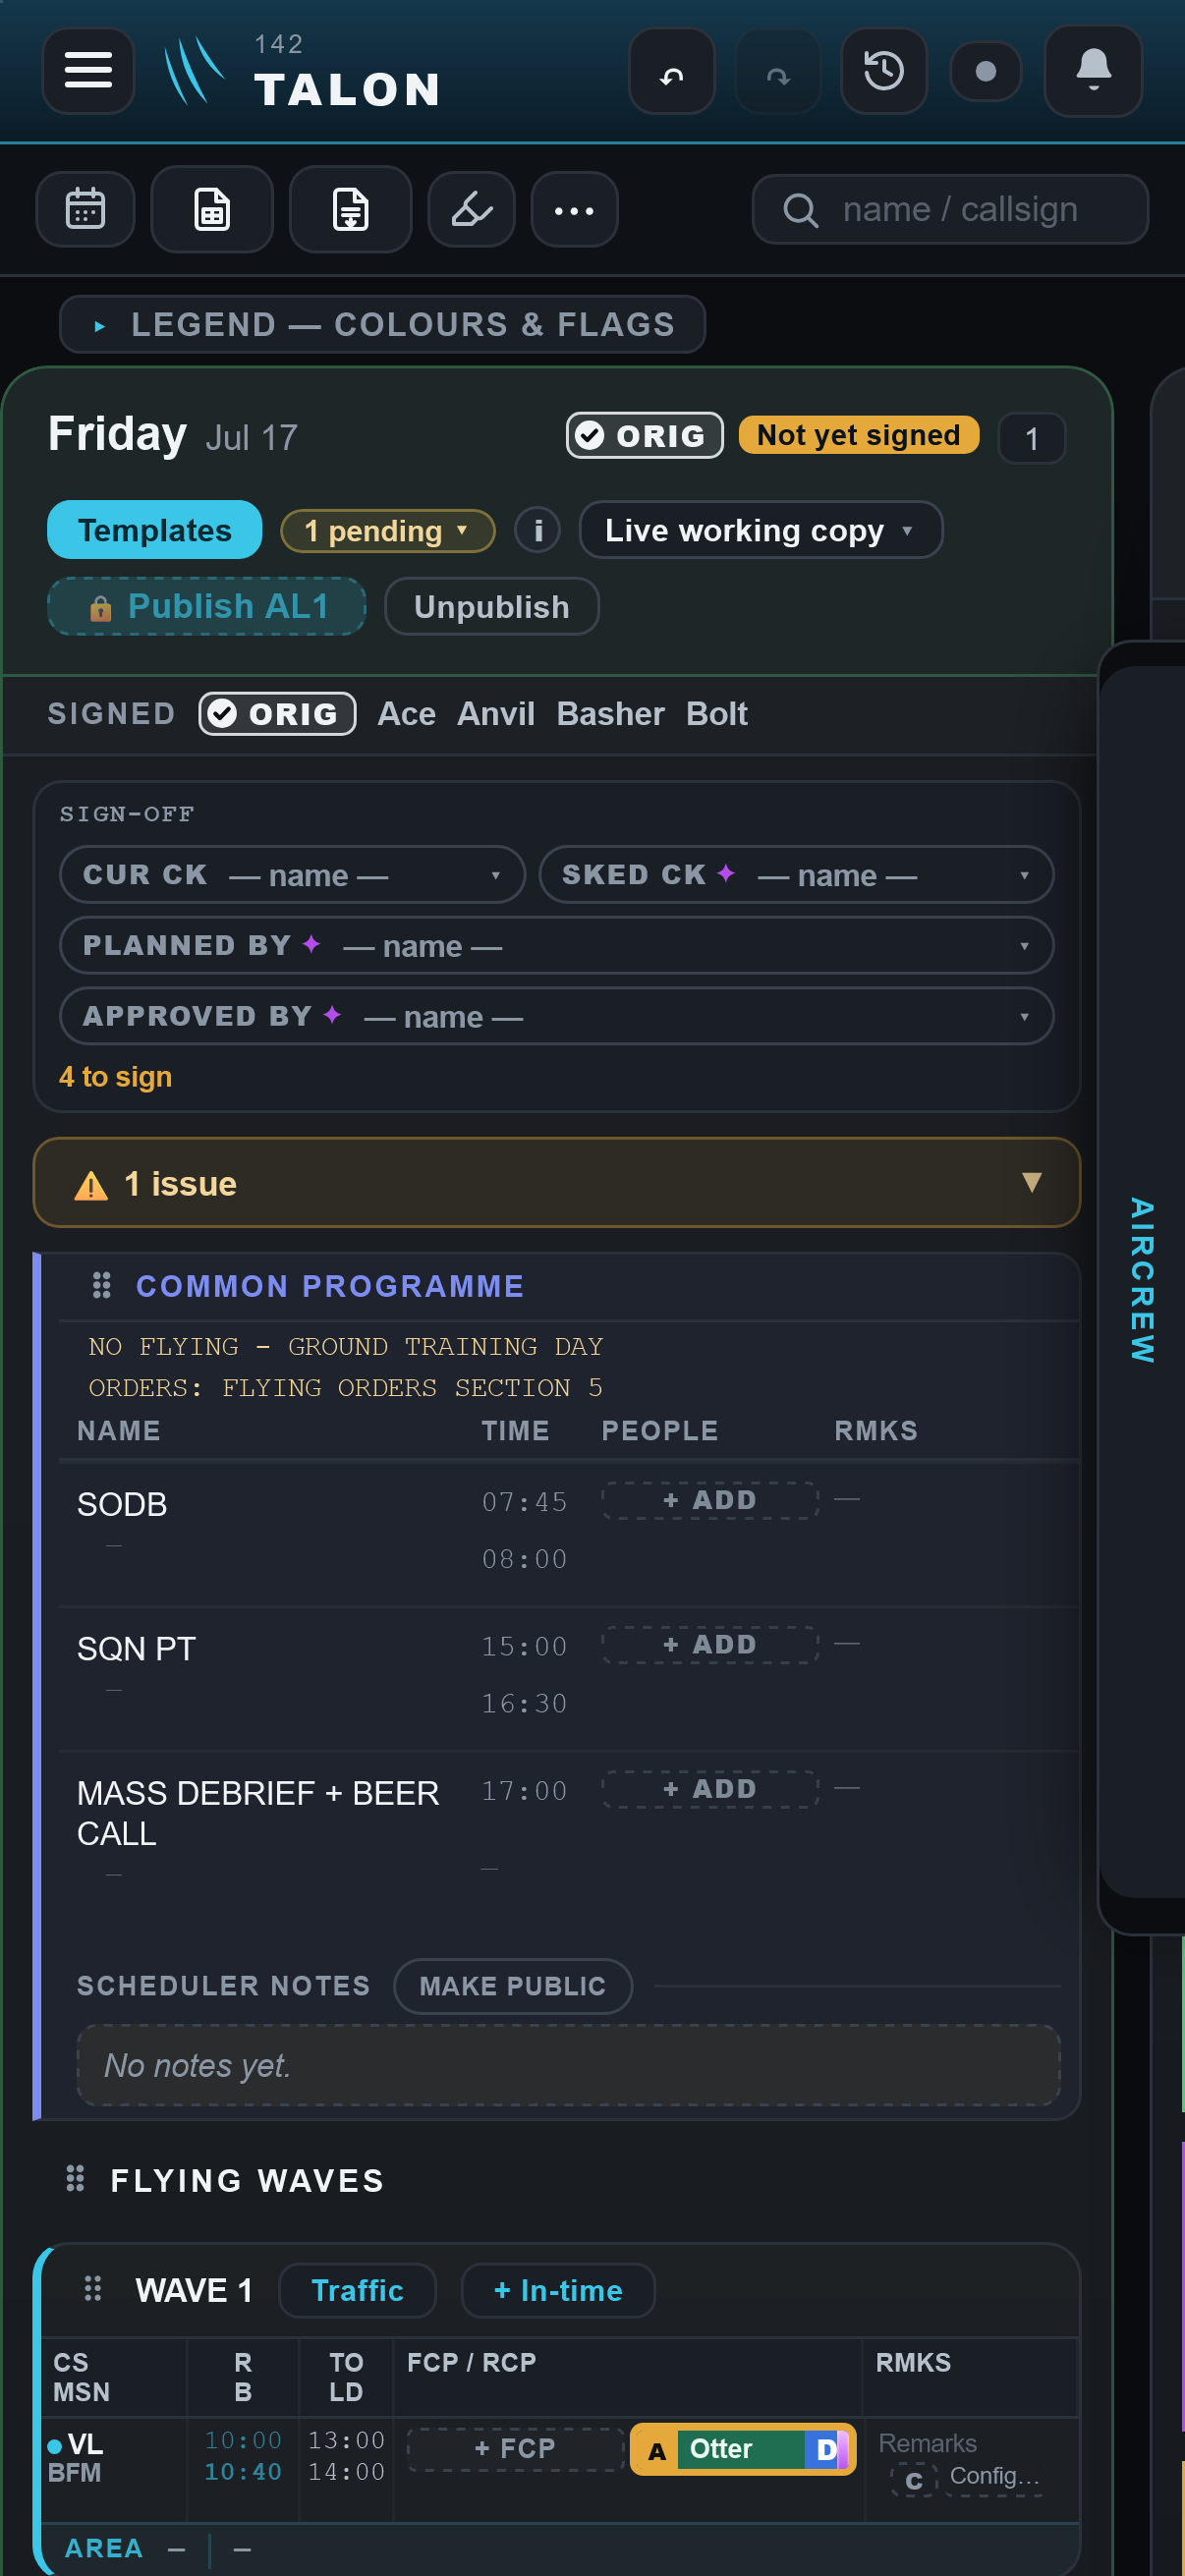 142
TALON
name / callsign
LEGEND — COLOURS & FLAGS
Friday Jul 17 ORIG Not yet signed 1
Templates 1 pending i Live working copy
Publish AL1 Unpublish
SIGNED ORIG Ace Anvil Basher Bolt
SIGN-OFF
CUR CK — name — SKED CK — name —
PLANNED BY — name —
APPROVED BY — name —
4 to sign
1 issue
AIRCREW
COMMON PROGRAMME
NO FLYING - GROUND TRAINING DAY
ORDERS: FLYING ORDERS SECTION 5
NAME TIME PEOPLE RMKS
SODB 07:45 + ADD —
— 08:00
SQN PT 15:00 + ADD —
— 16:30
MASS DEBRIEF + BEER 17:00 + ADD —
CALL
— —
SCHEDULER NOTES MAKE PUBLIC
No notes yet.
FLYING WAVES
WAVE 1 Traffic + In-time
CS R TO FCP / RCP RMKS
MSN B LD
VL 10:00 13:00 + FCP A Otter D Remarks
BFM 10:40 14:00 C Config...
AREA — —